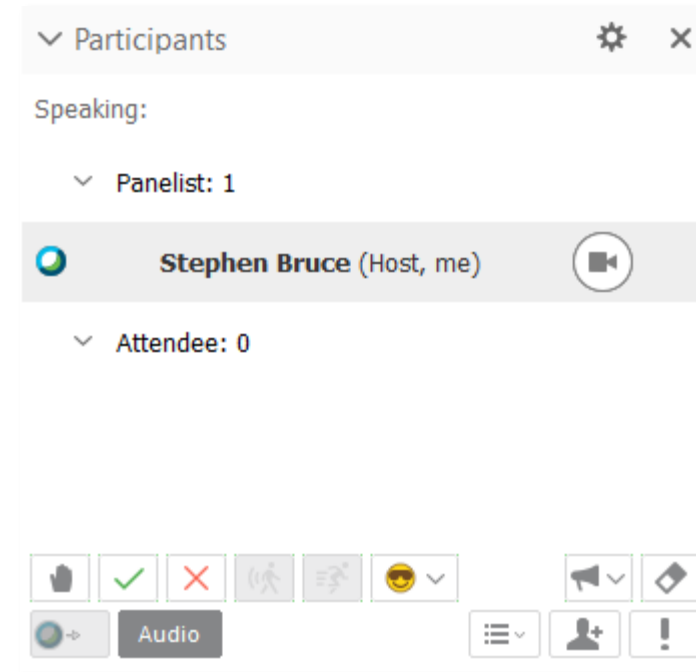 Participants
Speaking:
Panelist: 1
Stephen Bruce (Host, me)
Attendee: 0
Audio